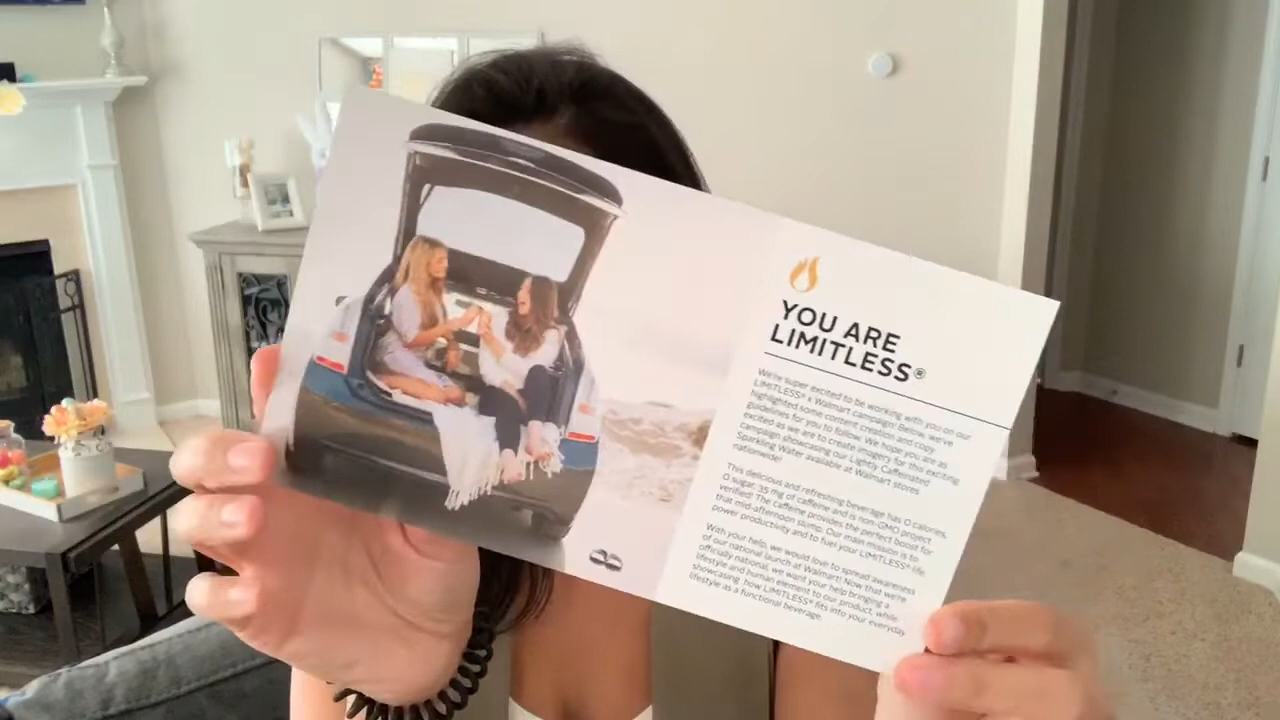 YOU ARE
LIMITLESS®
We're super excited to be working with you on our
LIMITLESS® x Walmart campaign! Below, we've
highlighted some content creation and copy
guidelines for you to follow. We hope you are as
excited as we are to create imagery for this exciting
campaign showcasing our Lightly Caffeinated
Sparkling Water available at Walmart stores
nationwide!
This delicious and refreshing beverage has 0 calories,
0 sugar, 35 mg of caffeine and is non-GMO project
verified! The caffeine provides the perfect boost for
that mid-afternoon slump. Our main mission is to
power productivity and to fuel your LIMITLESS® life.
With your help, we would love to spread awareness
of our national launch at Walmart! Now that we're
officially national, we want your help bringing a
lifestyle and human element to our product, while
showcasing how LIMITLESS® fits into your everyday
lifestyle as a functional beverage.